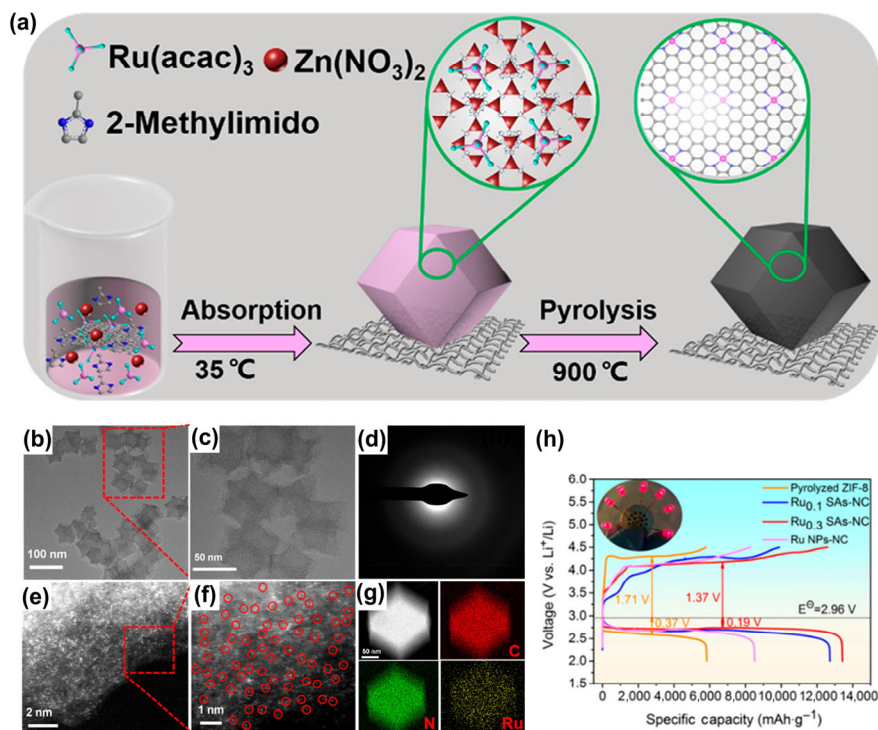 (a)
Ru(acac)3 Zn(NO3)2
2-Methylimido
Absorption
35 ℃
Pyrolysis
900 ℃
(b)
100 nm
(c)
50 nm
(d)
(e)
2 nm
(f)
1 nm
(g)
50 nm
C
N
Ru
(h)
Voltage (V vs. Li+/Li)
6.0
5.5
5.0
4.5
4.0
3.5
3.0
2.5
2.0
1.5
Pyrolyzed ZIF-8
Ru0.1 SAs-NC
Ru0.3 SAs-NC
Ru NPs-NC
1.71 V
1.37 V
E⊖=2.96 V
0.37 V
0.19 V
0 2,000 4,000 6,000 8,000 10,000 12,000 14,000
Specific capacity (mAh·g−1)